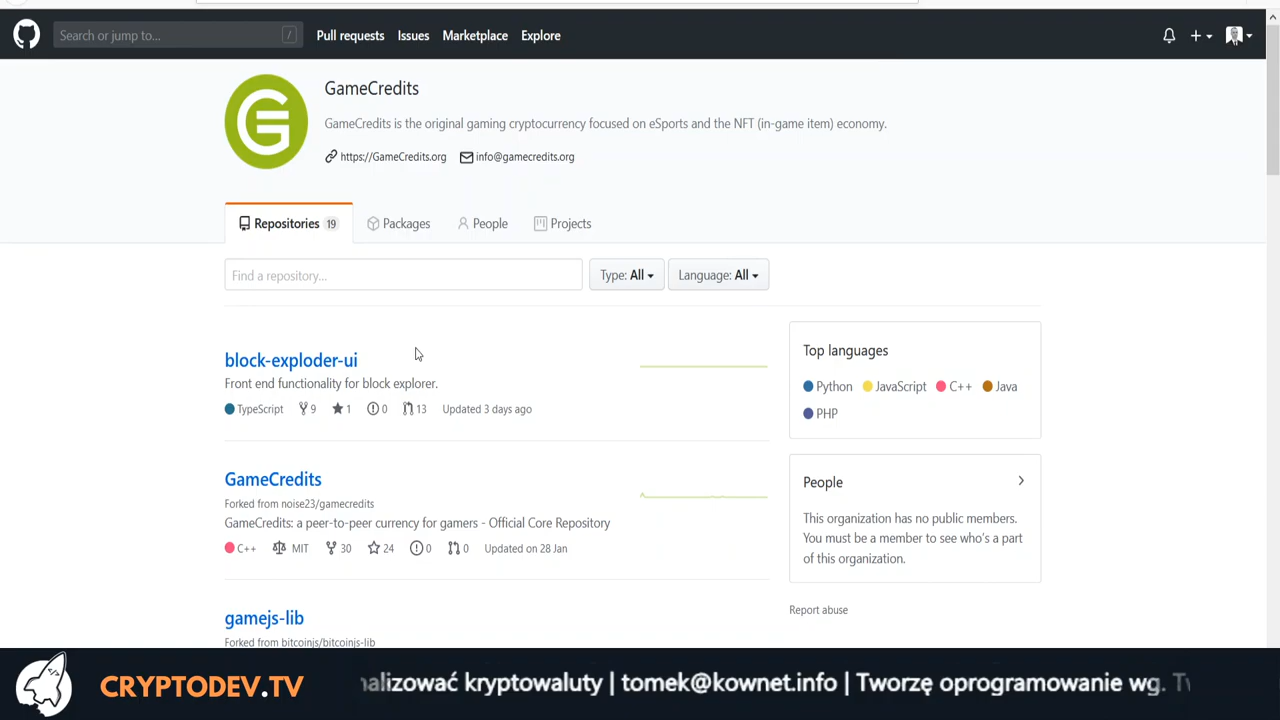 Search or jump to... /
Pull requests Issues Marketplace Explore
GameCredits
GameCredits is the original gaming cryptocurrency focused on eSports and the NFT (in-game item) economy.
https://GameCredits.org info@gamecredits.org
Repositories 19 Packages People Projects
Find a repository... Type: All Language: All
block-exploder-ui
Front end functionality for block explorer.
TypeScript 9 1 0 13 Updated 3 days ago
GameCredits
Forked from noise23/gamecredits
GameCredits: a peer-to-peer currency for gamers - Official Core Repository
C++ MIT 30 24 0 0 Updated on 28 Jan
gamejs-lib
Forked from bitcoinjs/bitcoinjs-lib
Top languages
Python JavaScript C++ Java
PHP
People
This organization has no public members.
You must be a member to see who's a part
of this organization.
Report abuse
CRYPTODEV.TV
alizować kryptowaluty | tomek@kownet.info | Tworzę oprogramowanie wg.